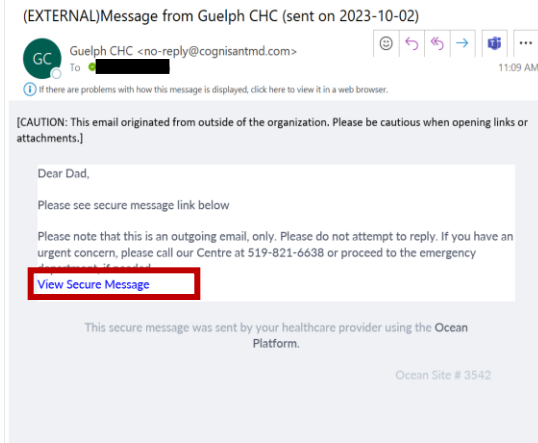 (EXTERNAL)Message from Guelph CHC (sent on 2023-10-02)
GC
Guelph CHC <no-reply@cognisantmd.com>
To
11:09 AM
If there are problems with how this message is displayed, click here to view it in a web browser.
[CAUTION: This email originated from outside of the organization. Please be cautious when opening links or
attachments.]
Dear Dad,
Please see secure message link below
Please note that this is an outgoing email, only. Please do not attempt to reply. If you have an
urgent concern, please call our Centre at 519-821-6638 or proceed to the emergency
department, if needed
View Secure Message
This secure message was sent by your healthcare provider using the Ocean
Platform.
Ocean Site # 3542